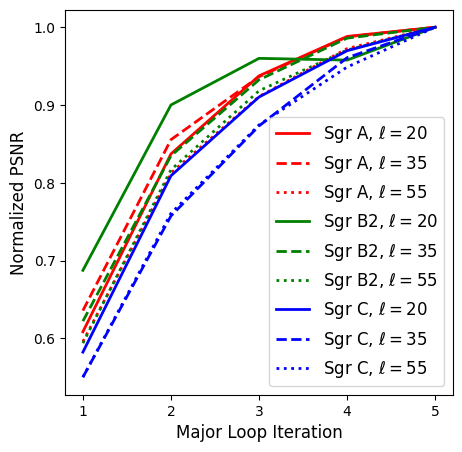 1.0
0.9
0.8
0.7
0.6
Normalized PSNR
Sgr A, ℓ = 20
Sgr A, ℓ = 35
Sgr A, ℓ = 55
Sgr B2, ℓ = 20
Sgr B2, ℓ = 35
Sgr B2, ℓ = 55
Sgr C, ℓ = 20
Sgr C, ℓ = 35
Sgr C, ℓ = 55
1 2 3 4 5
Major Loop Iteration